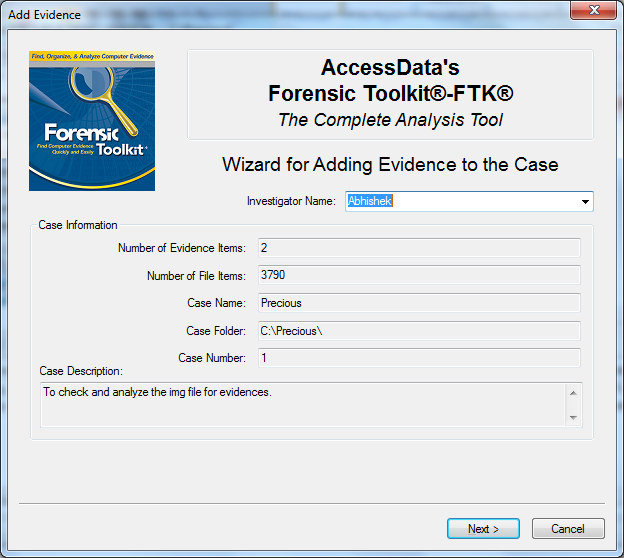 Add Evidence
Find, Organize, & Analyze Computer Evidence
Forensic
Find Computer Evidence
Quickly and Easily
Toolkit
AccessData's
Forensic Toolkit®-FTK®
The Complete Analysis Tool
Wizard for Adding Evidence to the Case
Investigator Name: Abhishek
Case Information
Number of Evidence Items: 2
Number of File Items: 3790
Case Name: Precious
Case Folder: C:\Precious\
Case Number: 1
Case Description:
To check and analyze the img file for evidences.
Next > Cancel